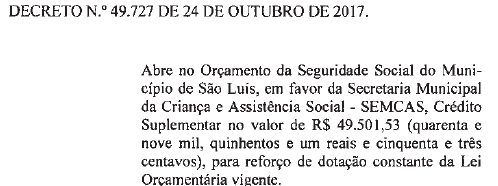 DECRETO N.º 49.727 DE 24 DE OUTUBRO DE 2017.
Abre no Orçamento da Seguridade Social do Muni-
cípio de São Luís, em favor da Secretaria Municipal
da Criança e Assistência Social - SEMCAS, Crédito
Suplementar no valor de R$ 49.501,53 (quarenta e
nove mil, quinhentos e um reais e cinquenta e três
centavos), para reforço de dotação constante da Lei
Orçamentária vigente.